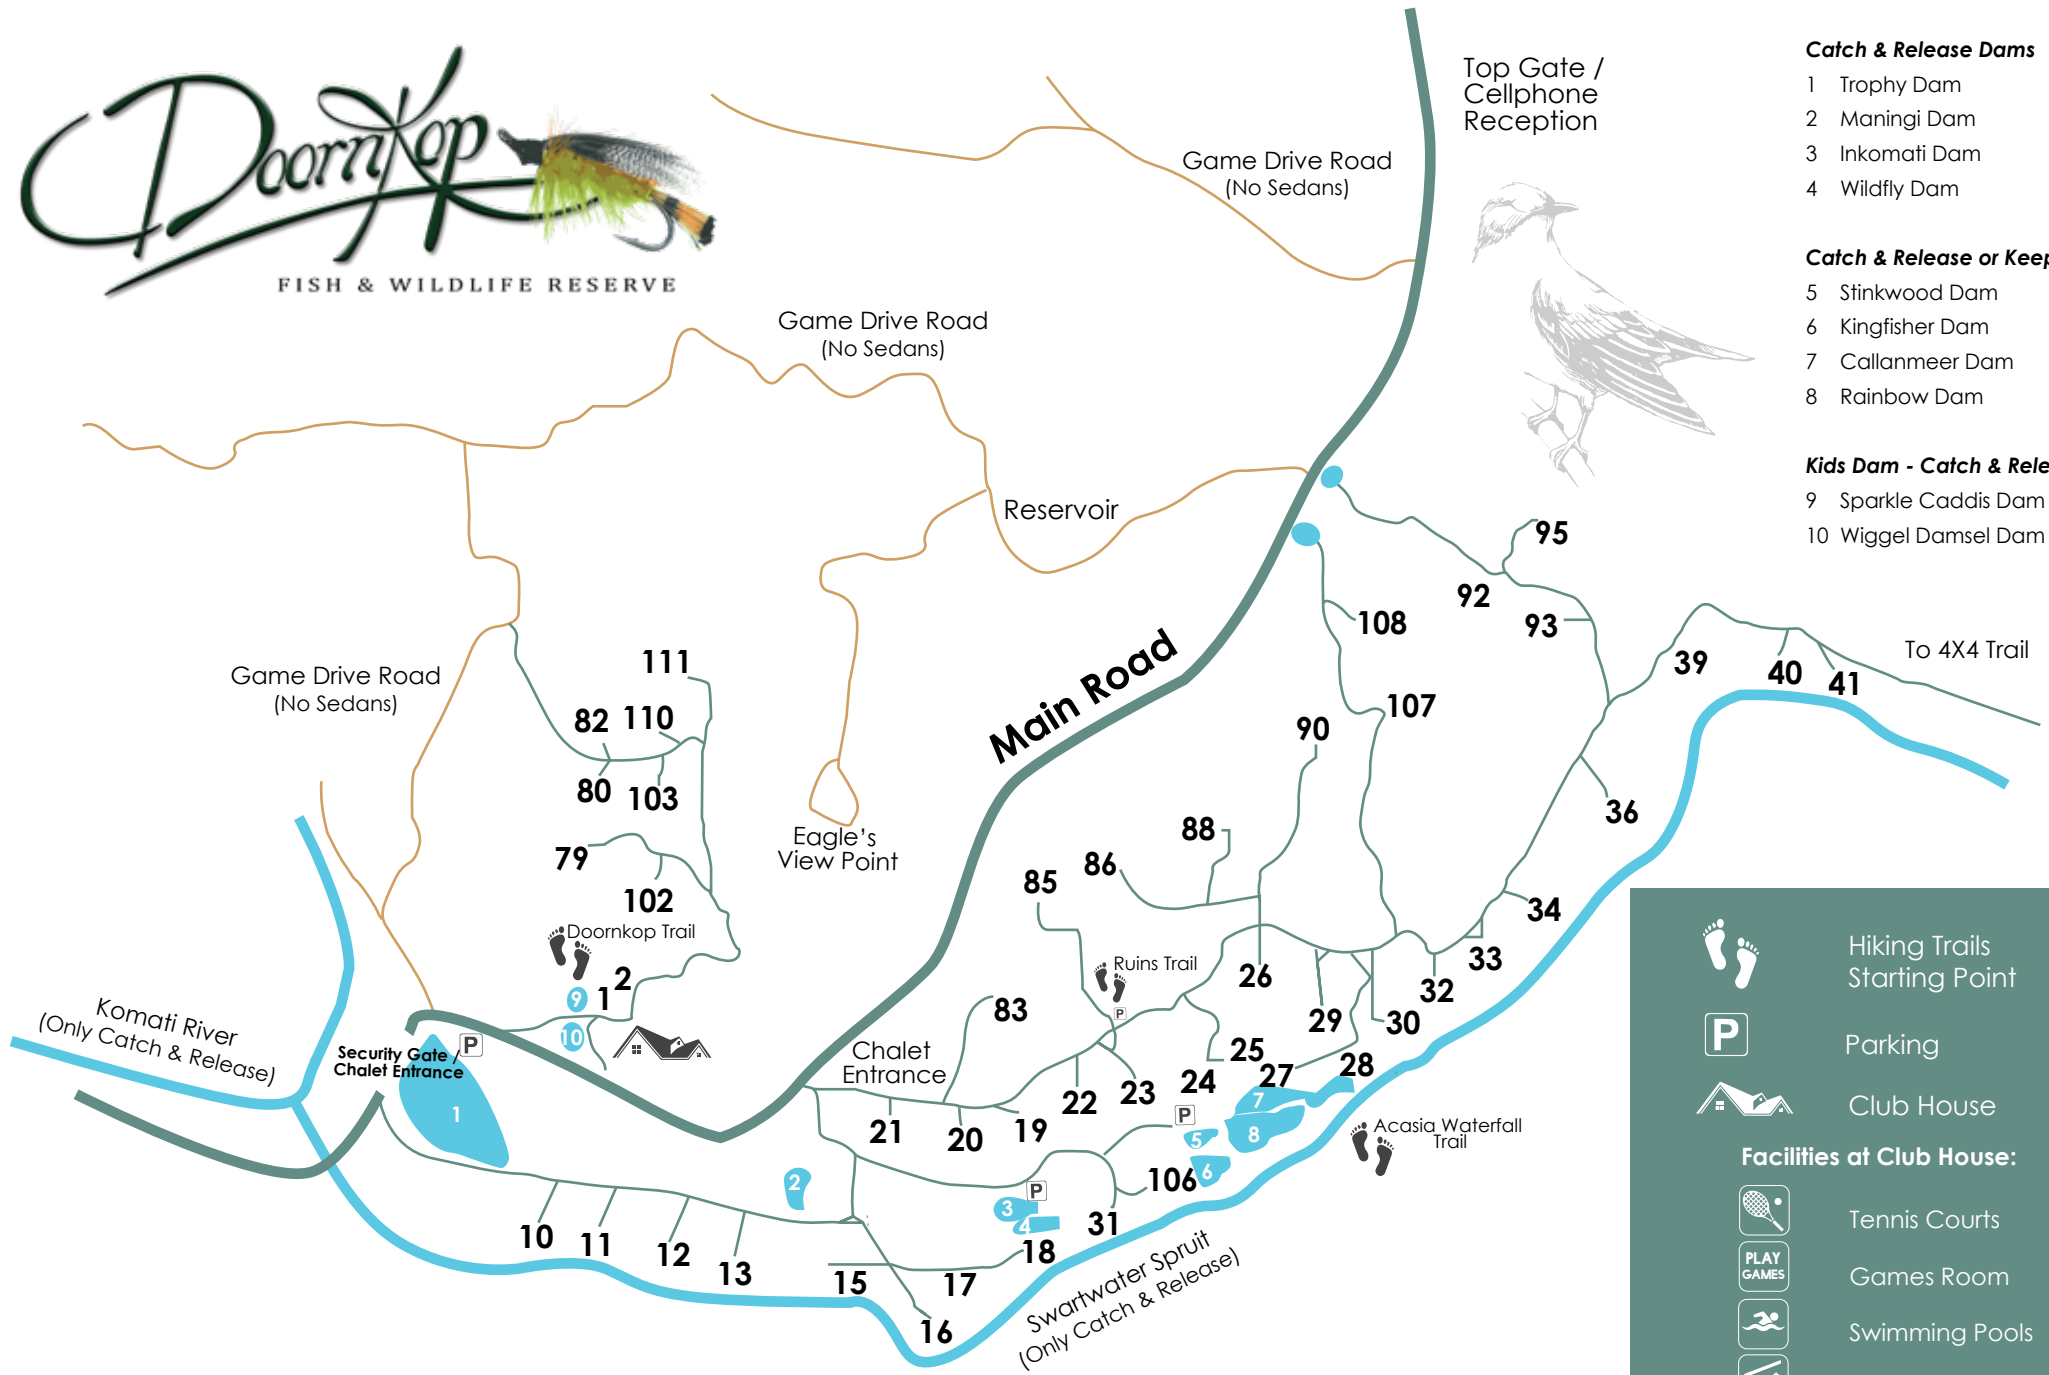 DoornKop
FISH & WILDLIFE RESERVE
Top Gate /
Cellphone
Reception
Game Drive Road
(No Sedans)
Game Drive Road
(No Sedans)
Reservoir
Game Drive Road
(No Sedans)
Main Road
Eagle's
View Point
Catch & Release Dams
1 Trophy Dam
2 Maningi Dam
3 Inkomati Dam
4 Wildfly Dam
Catch & Release or Keep
5 Stinkwood Dam
6 Kingfisher Dam
7 Callanmeer Dam
8 Rainbow Dam
Kids Dam - Catch & Rele
9 Sparkle Caddis Dam
10 Wiggel Damsel Dam
95
92
93
108
107
90
39
40
41
To 4X4 Trail
36
111
82
110
80
103
79
102
Doornkop Trail
1
2
9
10
88
86
85
Ruins Trail
P
83
26
29
30
32
33
34
Komati River
(Only Catch & Release)
Security Gate /
Chalet Entrance
P
1
Chalet
Entrance
21
20
19
22
23
24
25
27
28
P
5
6
7
8
106
31
Acasia Waterfall
Trail
2
P
3
4
18
10
11
12
13
15
17
16
Swartwater Spruit
(Only Catch & Release)
Hiking Trails
Starting Point
P
Parking
Club House
Facilities at Club House:
Tennis Courts
PLAY
GAMES
Games Room
Swimming Pools